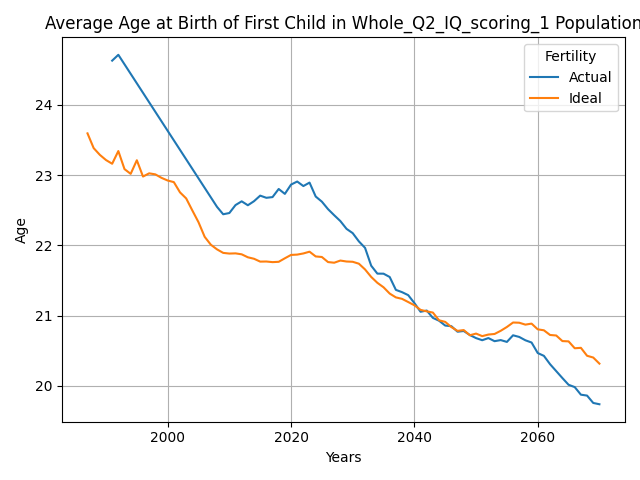 Average Age at Birth of First Child in Whole_Q2_IQ_scoring_1 Population
Fertility
Actual
Ideal
24
23
22
21
20
Age
2000 2020 2040 2060
Years